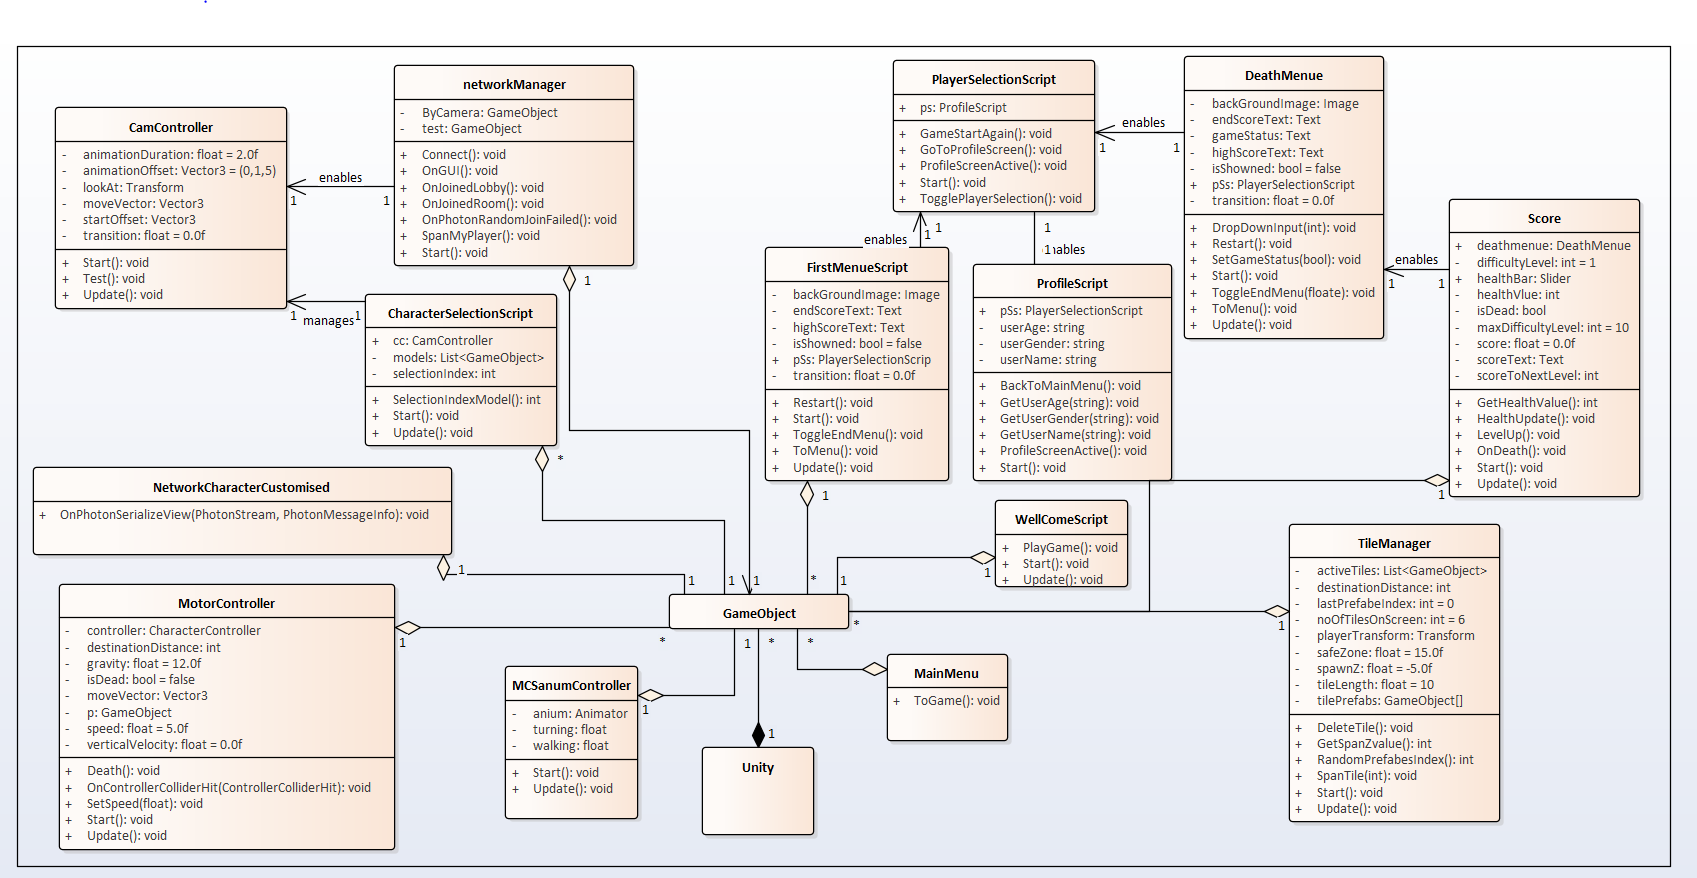 networkManager
- ByCamera: GameObject
- test: GameObject
+ Connect(): void
+ OnGUI(): void
+ OnJoinedLobby(): void
+ OnJoinedRoom(): void
+ OnPhotonRandomJoinFailed(): void
+ SpanMyPlayer(): void
+ Start(): void
1
CamController
- animationDuration: float = 2.0f
- animationOffset: Vector3 = (0,1,5)
- lookAt: Transform
- moveVector: Vector3
- startOffset: Vector3
- transition: float = 0.0f
+ Start(): void
+ Test(): void
+ Update(): void
enables
1 1
1 manages 1
CharacterSelectionScript
+ cc: CamController
- models: List<GameObject>
- selectionIndex: int
+ SelectionIndexModel(): int
+ Start(): void
+ Update(): void
*
PlayerSelectionScript
+ ps: ProfileScript
+ GameStartAgain(): void
+ GoToProfileScreen(): void
+ ProfileScreenActive(): void
+ Start(): void
+ TogglePlayerSelection(): void
enables
1 1
DeathMenue
- backGroundImage: Image
- endScoreText: Text
- gameStatus: Text
- highScoreText: Text
- isShowned: bool = false
+ pSs: PlayerSelectionScript
- transition: float = 0.0f
+ DropDownInput(int): void
+ Restart(): void
+ SetGameStatus(bool): void
+ Start(): void
+ ToggleEndMenu(floate): void
+ ToMenu(): void
+ Update(): void
enables
1 1
Score
+ deathmenue: DeathMenue
- difficultyLevel: int = 1
+ healthBar: Slider
- healthVlue: int
- isDead: bool
- maxDifficultyLevel: int = 10
- score: float = 0.0f
- scoreText: Text
- scoreToNextLevel: int
+ GetHealthValue(): int
+ HealthUpdate(): void
+ LevelUp(): void
+ OnDeath(): void
+ Start(): void
+ Update(): void
1
enables
1 1
FirstMenueScript
- backGroundImage: Image
- endScoreText: Text
- highScoreText: Text
- isShowned: bool = false
+ pSs: PlayerSelectionScrip
- transition: float = 0.0f
+ Restart(): void
+ Start(): void
+ ToggleEndMenu(): void
+ ToMenu(): void
+ Update(): void
1
1
1 nables
ProfileScript
+ pSs: PlayerSelectionScript
- userAge: string
- userGender: string
- userName: string
+ BackToMainMenu(): void
+ GetUserAge(string): void
+ GetUserGender(string): void
+ GetUserName(string): void
+ ProfileScreenActive(): void
+ Start(): void
NetworkCharacterCustomised
+ OnPhotonSerializeView(PhotonStream, PhotonMessageInfo): void
1
WellComeScript
+ PlayGame(): void
+ Start(): void
+ Update(): void
1
TileManager
- activeTiles: List<GameObject>
- destinationDistance: int
- lastPrefabeIndex: int = 0
- noOfTilesOnScreen: int = 6
- playerTransform: Transform
- safeZone: float = 15.0f
- spawnZ: float = -5.0f
- tileLength: float = 10
- tilePrefabs: GameObject[]
+ DeleteTile(): void
+ GetSpanZvalue(): int
+ RandomPrefabesIndex(): int
+ SpanTile(int): void
+ Start(): void
+ Update(): void
1
MotorController
- controller: CharacterController
- destinationDistance: int
- gravity: float = 12.0f
- isDead: bool = false
- moveVector: Vector3
- p: GameObject
- speed: float = 5.0f
- verticalVelocity: float = 0.0f
+ Death(): void
+ OnControllerColliderHit(ControllerColliderHit): void
+ SetSpeed(float): void
+ Start(): void
+ Update(): void
1
1 1 1 * 1
GameObject
* 1 * * *
MCSanumController
- anium: Animator
- turning: float
- walking: float
+ Start(): void
+ Update(): void
1
1
Unity
MainMenu
+ ToGame(): void